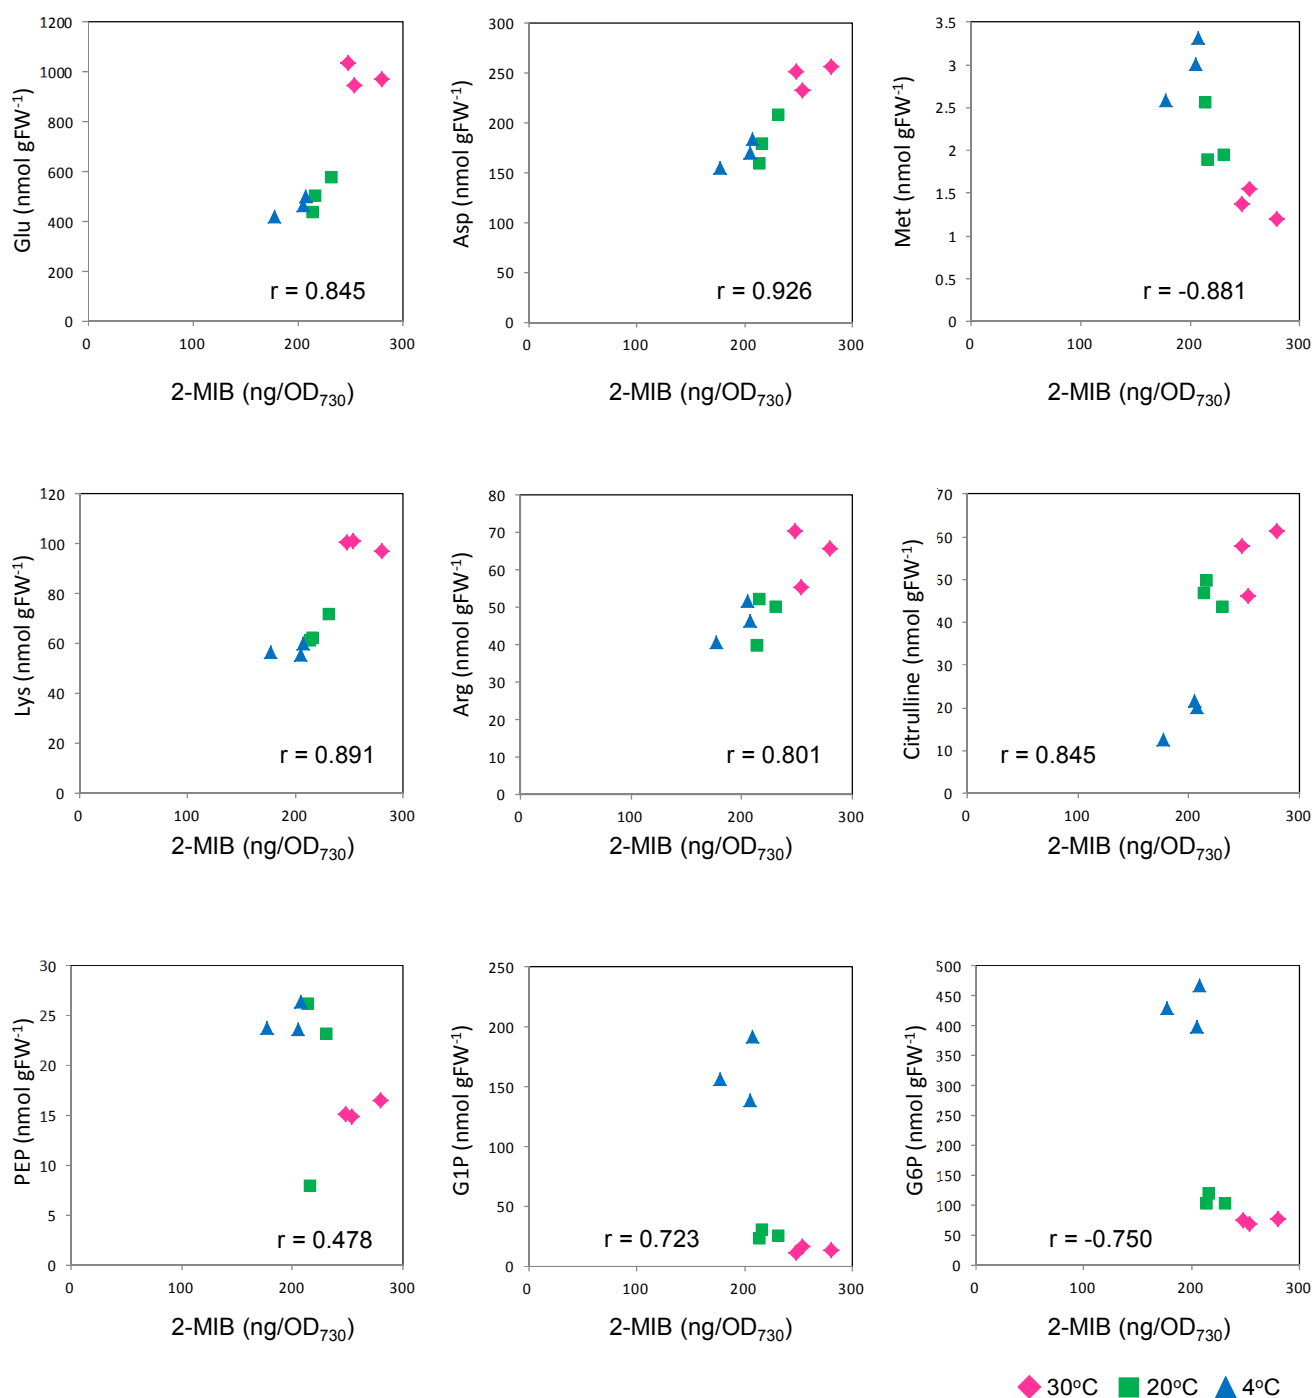 1200
1000
800
600
400
200
0
Glu (nmol gFW⁻¹)
r = 0.845
0 100 200 300
2-MIB (ng/OD₇₃₀)
300
250
200
150
100
50
0
Asp (nmol gFW⁻¹)
r = 0.926
0 100 200 300
2-MIB (ng/OD₇₃₀)
3.5
3
2.5
2
1.5
1
0.5
0
Met (nmol gFW⁻¹)
r = -0.881
0 100 200 300
2-MIB (ng/OD₇₃₀)
120
100
80
60
40
20
0
Lys (nmol gFW⁻¹)
r = 0.891
0 100 200 300
2-MIB (ng/OD₇₃₀)
80
70
60
50
40
30
20
10
0
Arg (nmol gFW⁻¹)
r = 0.801
0 100 200 300
2-MIB (ng/OD₇₃₀)
70
60
50
40
30
20
10
0
Citrulline (nmol gFW⁻¹)
r = 0.845
0 100 200 300
2-MIB (ng/OD₇₃₀)
30
25
20
15
10
5
0
PEP (nmol gFW⁻¹)
r = 0.478
0 100 200 300
2-MIB (ng/OD₇₃₀)
250
200
150
100
50
0
G1P (nmol gFW⁻¹)
r = 0.723
0 100 200 300
2-MIB (ng/OD₇₃₀)
500
450
400
350
300
250
200
150
100
50
0
G6P (nmol gFW⁻¹)
r = -0.750
0 100 200 300
2-MIB (ng/OD₇₃₀)
30°C 20°C 4°C